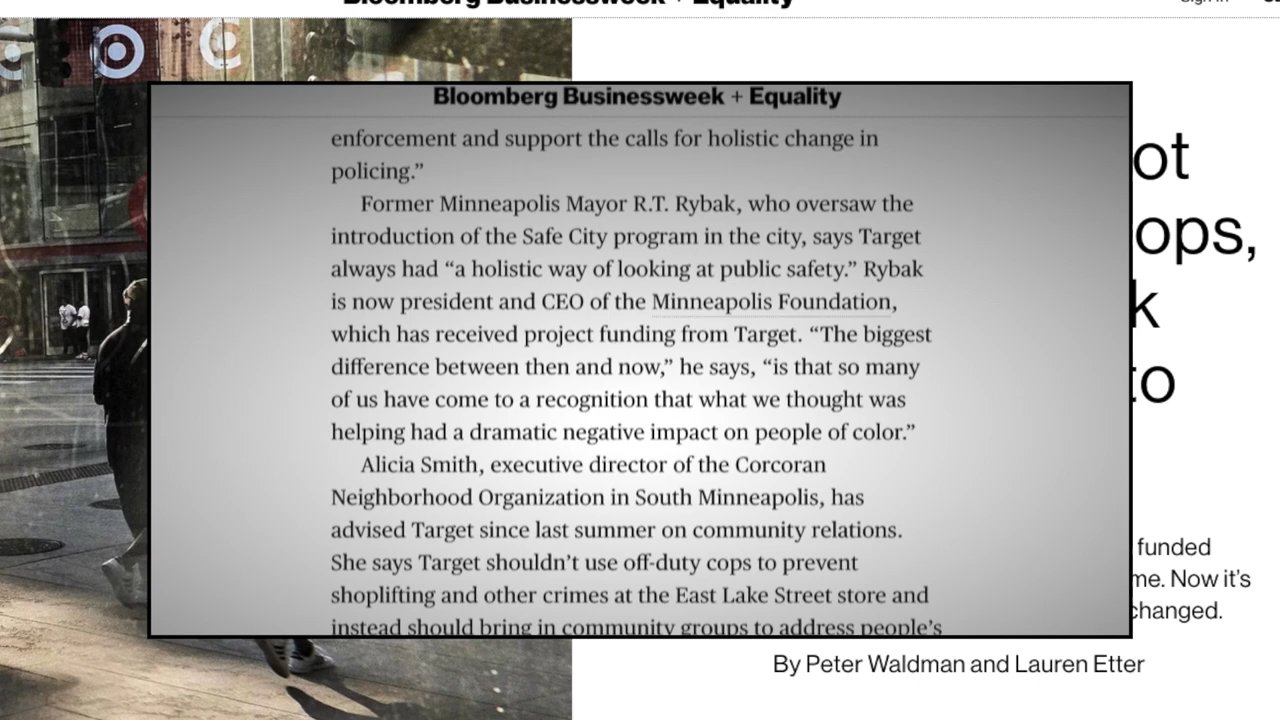 Bloomberg Businessweek + Equality
Sign In
Bloomberg Businessweek + Equality
enforcement and support the calls for holistic change in
policing.”
Former Minneapolis Mayor R.T. Rybak, who oversaw the
introduction of the Safe City program in the city, says Target
always had “a holistic way of looking at public safety.” Rybak
is now president and CEO of the Minneapolis Foundation,
which has received project funding from Target. “The biggest
difference between then and now,” he says, “is that so many
of us have come to a recognition that what we thought was
helping had a dramatic negative impact on people of color.”
Alicia Smith, executive director of the Corcoran
Neighborhood Organization in South Minneapolis, has
advised Target since last summer on community relations.
She says Target shouldn’t use off-duty cops to prevent
shoplifting and other crimes at the East Lake Street store and
instead should bring in community groups to address people’s
ot
ops,
k
to
funded
me. Now it’s
changed.
By Peter Waldman and Lauren Etter